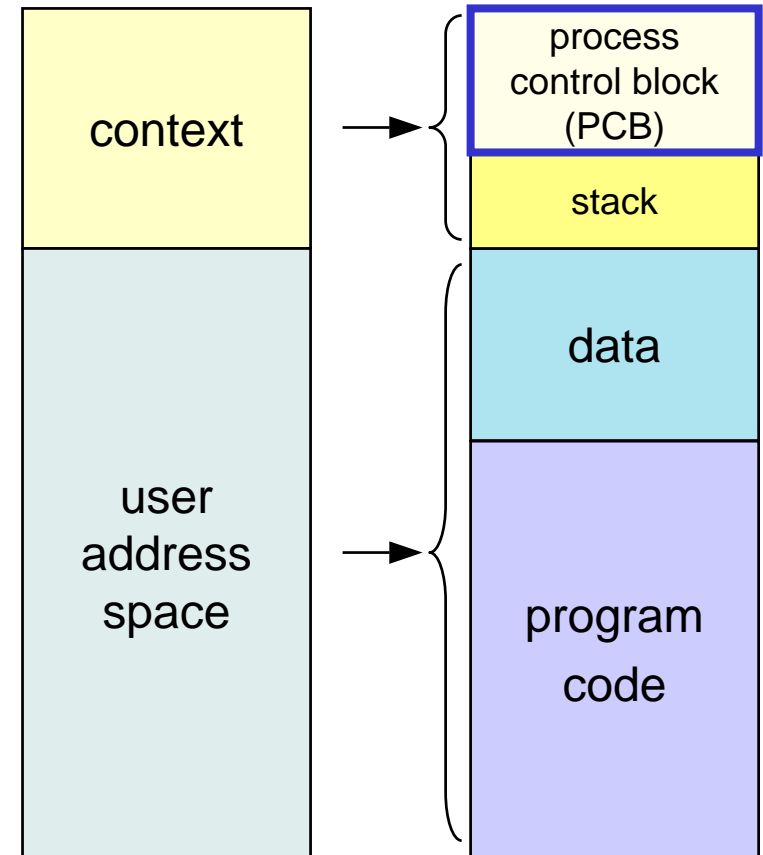 context
user
address
space
process
control block
(PCB)
stack
data
program
code